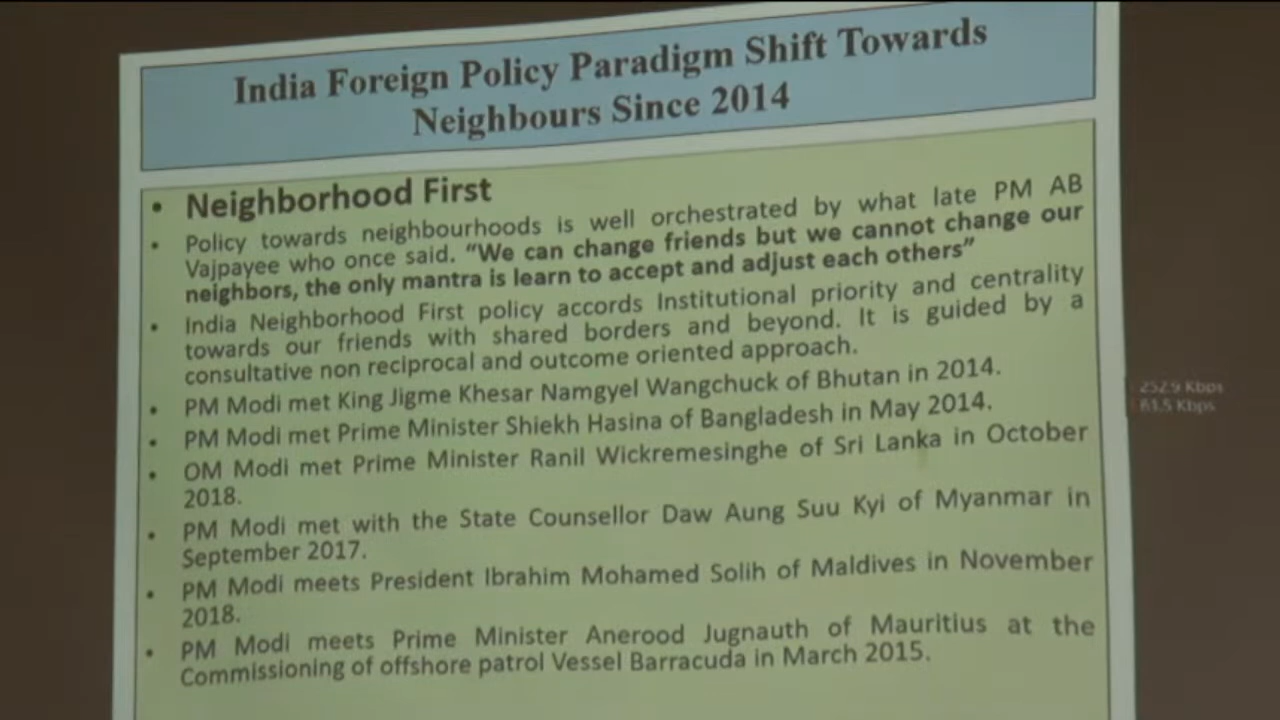 India Foreign Policy Paradigm Shift Towards
Neighbours Since 2014
• Neighborhood First
• Policy towards neighbourhoods is well orchestrated by what late PM AB
Vajpayee who once said. “We can change friends but we cannot change our
neighbors, the only mantra is learn to accept and adjust each others”
• India Neighborhood First policy accords Institutional priority and centrality
towards our friends with shared borders and beyond. It is guided by a
consultative non reciprocal and outcome oriented approach.
• PM Modi met King Jigme Khesar Namgyel Wangchuck of Bhutan in 2014.
• PM Modi met Prime Minister Shiekh Hasina of Bangladesh in May 2014.
• OM Modi met Prime Minister Ranil Wickremesinghe of Sri Lanka in October
2018.
• PM Modi met with the State Counsellor Daw Aung Suu Kyi of Myanmar in
September 2017.
• PM Modi meets President Ibrahim Mohamed Solih of Maldives in November
2018.
• PM Modi meets Prime Minister Anerood Jugnauth of Mauritius at the
Commissioning of offshore patrol Vessel Barracuda in March 2015.
252.9 Kbps
61.5 Kbps